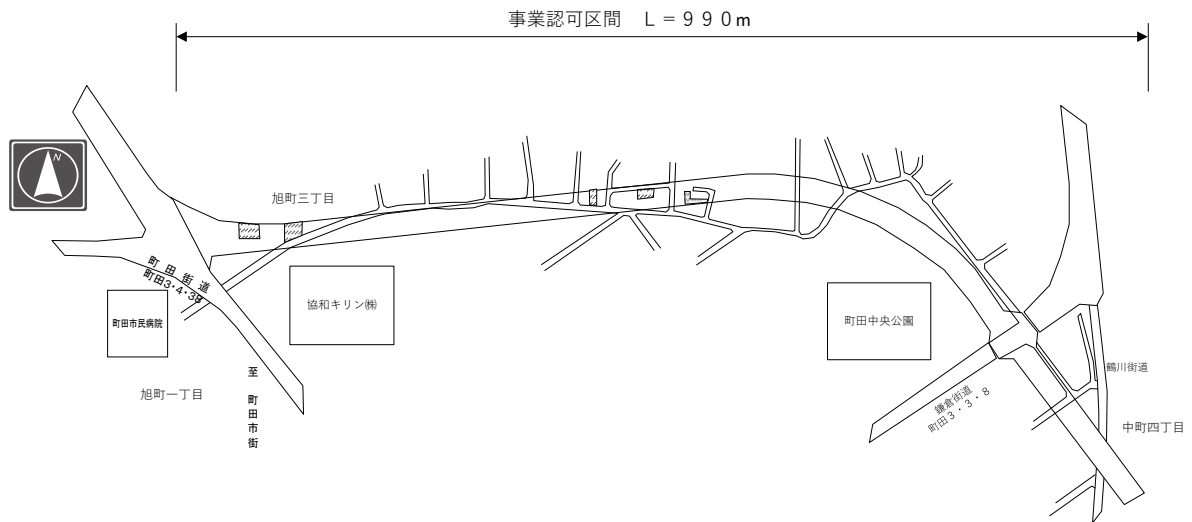 事業認可区間　L＝990m
N
旭町三丁目
町田街道
町田3・4・38
協和キリン㈱
町田市民病院
町田中央公園
鶴川街道
旭町一丁目
至　町田市街
鎌倉街道
町田3・3・8
中町四丁目